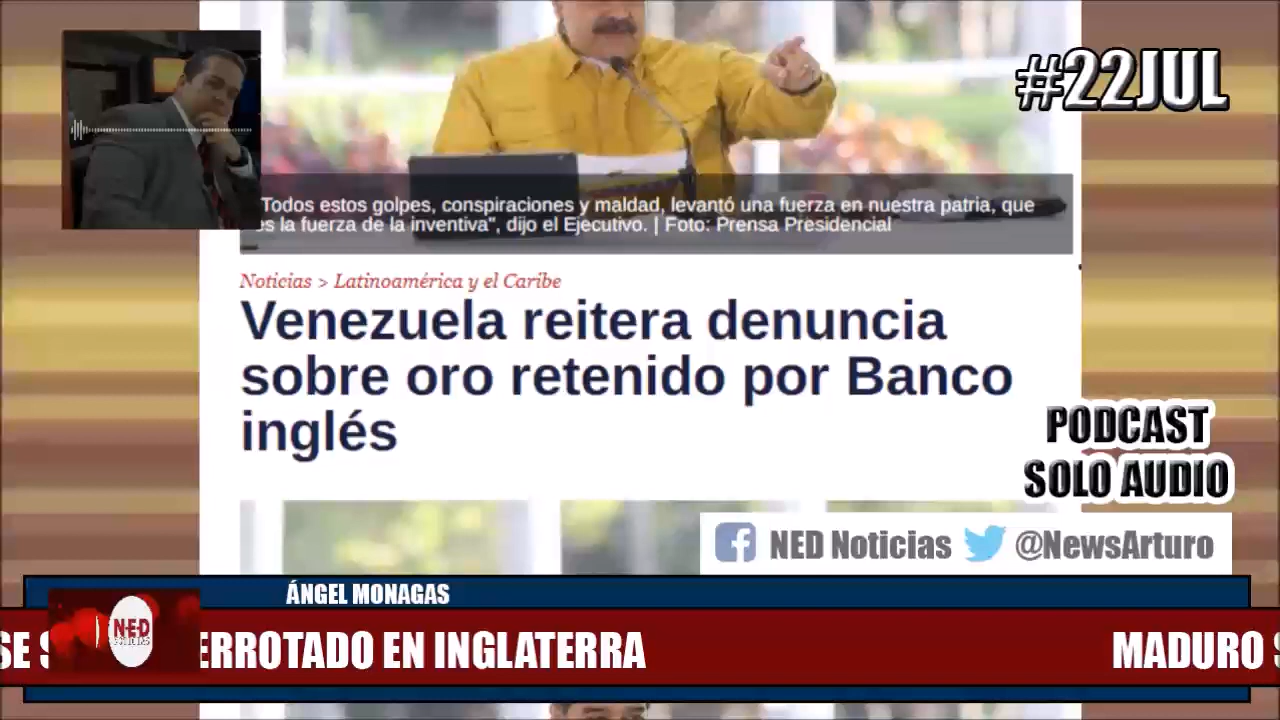 #22JUL
"Todos estos golpes, conspiraciones y maldad, levantó una fuerza en nuestra patria, que
es la fuerza de la inventiva", dijo el Ejecutivo. | Foto: Prensa Presidencial
Noticias > Latinoamérica y el Caribe
Venezuela reitera denuncia
sobre oro retenido por Banco
inglés
PODCAST
SOLO AUDIO
NED Noticias @NewsArturo
ÁNGEL MONAGAS
N-E-D
SE S ERROTADO EN INGLATERRA MADURO S